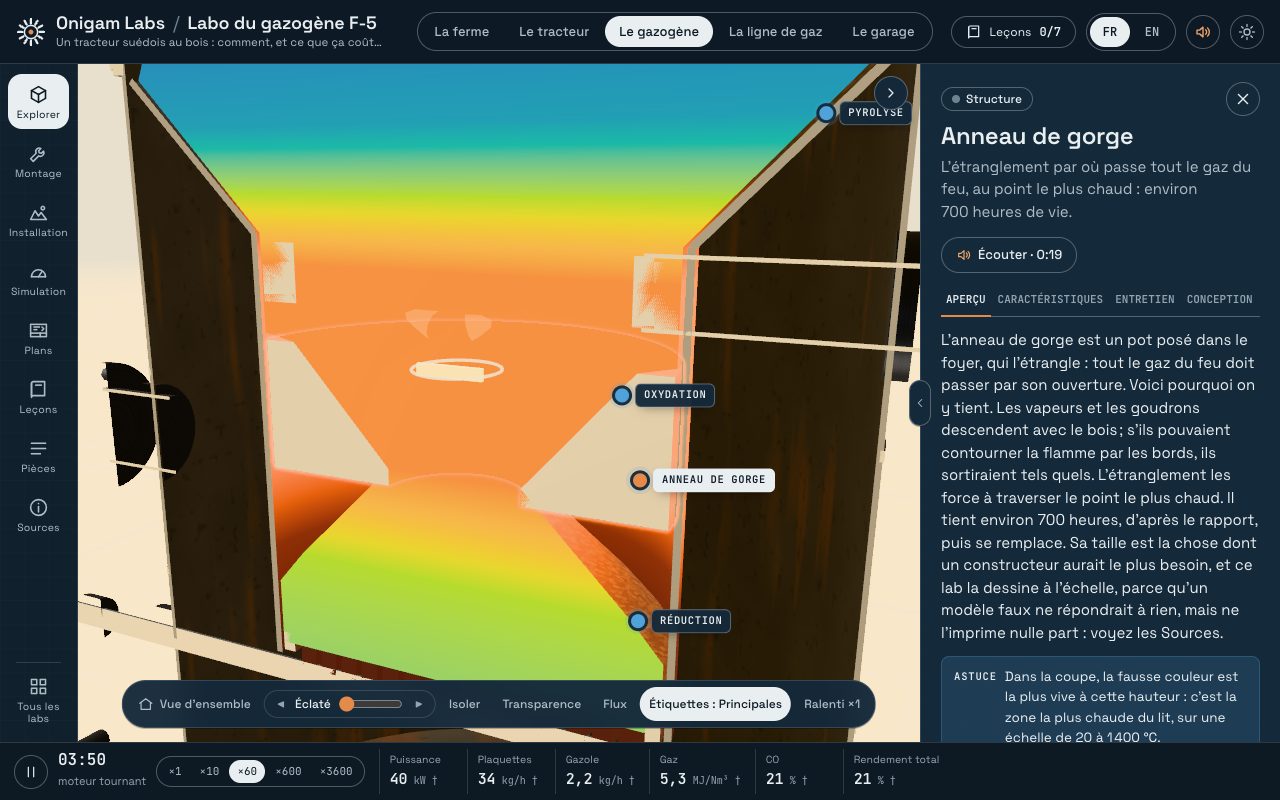 Onigam Labs / Labo du gazogène F-5
Un tracteur suédois au bois : comment, et ce que ça coût…
La ferme
Le tracteur
Le gazogène
La ligne de gaz
Le garage
Leçons 0/7
FR
EN
Explorer
Montage
Installation
Simulation
Plans
Leçons
Pièces
Sources
Tous les
labs
PYROLYSE
OXYDATION
ANNEAU DE GORGE
RÉDUCTION
Structure
Anneau de gorge
L'étranglement par où passe tout le gaz du
feu, au point le plus chaud : environ
700 heures de vie.
Écouter · 0:19
APERÇU
CARACTÉRISTIQUES
ENTRETIEN
CONCEPTION
L'anneau de gorge est un pot posé dans le
foyer, qui l'étrangle : tout le gaz du feu doit
passer par son ouverture. Voici pourquoi on
y tient. Les vapeurs et les goudrons
descendent avec le bois ; s'ils pouvaient
contourner la flamme par les bords, ils
sortiraient tels quels. L'étranglement les
force à traverser le point le plus chaud. Il
tient environ 700 heures, d'après le rapport,
puis se remplace. Sa taille est la chose dont
un constructeur aurait le plus besoin, et ce
lab la dessine à l'échelle, parce qu'un
modèle faux ne répondrait à rien, mais ne
l'imprime nulle part : voyez les Sources.
ASTUCE Dans la coupe, la fausse couleur est
la plus vive à cette hauteur : c'est la
zone la plus chaude du lit, sur une
échelle de 20 à 1 400 °C.
Vue d'ensemble
Éclaté
Isoler
Transparence
Flux
Étiquettes : Principales
Ralenti ×1
03:50
moteur tournant
×1
×10
×60
×600
×3600
Puissance
40 kW †
Plaquettes
34 kg/h †
Gazole
2,2 kg/h †
Gaz
5,3 MJ/Nm³ †
CO
21 % †
Rendement total
21 % †